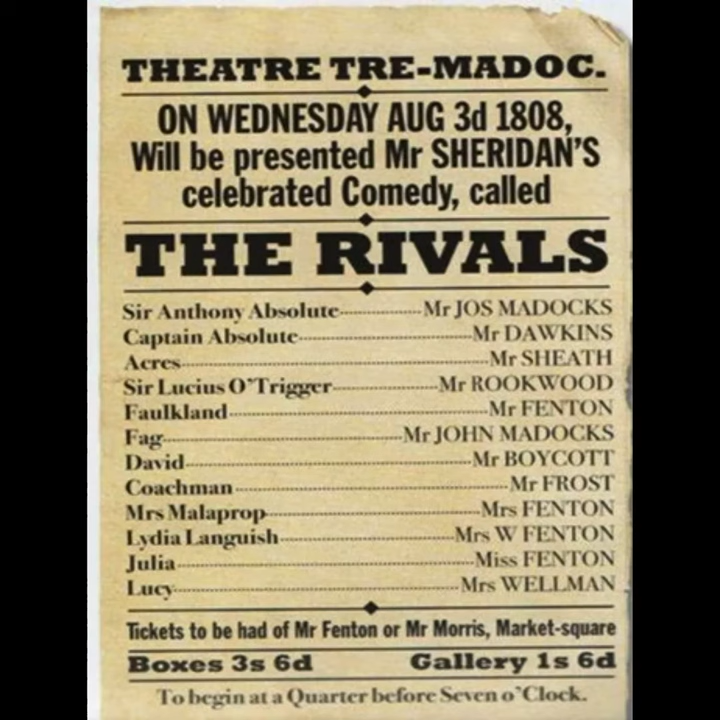 THEATRE TRE-MADOC.
ON WEDNESDAY AUG 3d 1808,
Will be presented Mr SHERIDAN'S
celebrated Comedy, called
THE RIVALS
Sir Anthony Absolute Mr JOS MADOCKS
Captain Absolute Mr DAWKINS
Acres Mr SHEATH
Sir Lucius O'Trigger Mr ROOKWOOD
Faulkland Mr FENTON
Fag Mr JOHN MADOCKS
David Mr BOYCOTT
Coachman Mr FROST
Mrs Malaprop Mrs FENTON
Lydia Languish Mrs W FENTON
Julia Miss FENTON
Lucy Mrs WELLMAN
Tickets to be had of Mr Fenton or Mr Morris, Market-square
Boxes 3s 6d Gallery 1s 6d
To begin at a Quarter before Seven o'Clock.